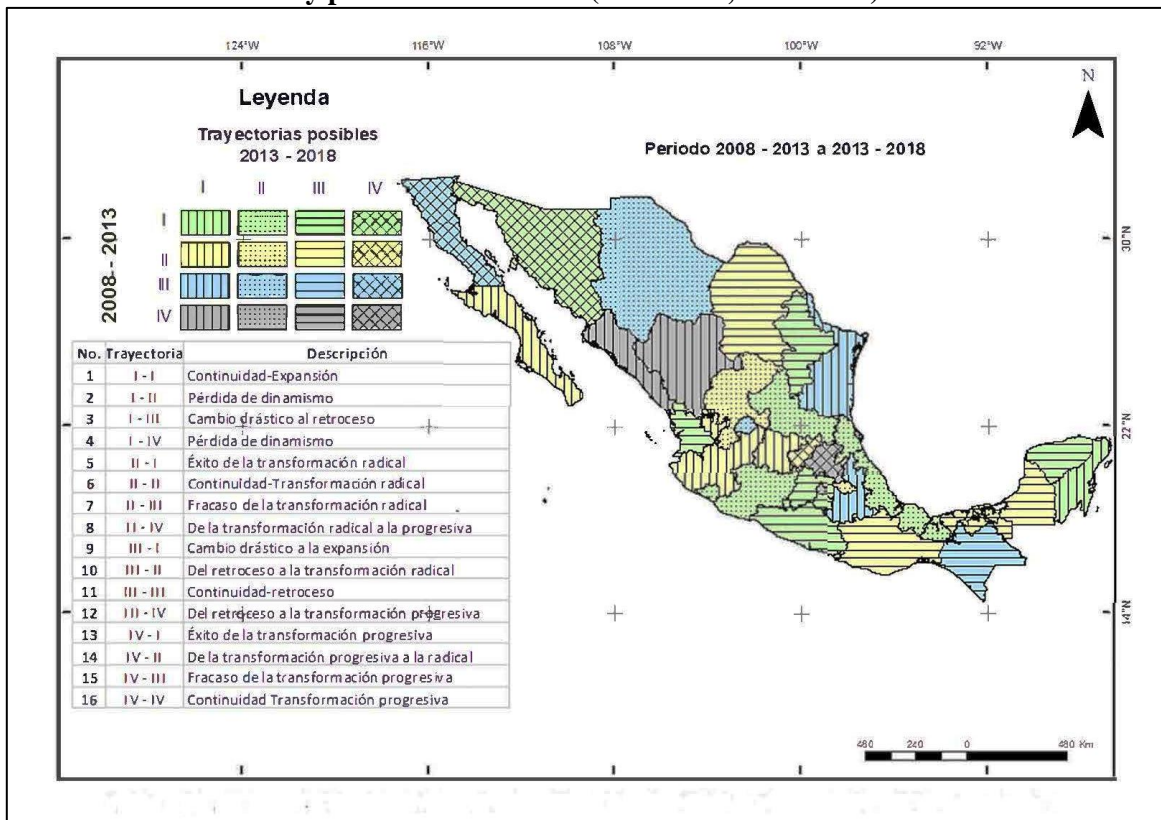 124°W 116°W 108°W 100°W 92°W
Leyenda
Trayectorias posibles
2013 - 2018
I II III IV
2008 - 2013
I
II
III
IV
Periodo 2008 - 2013 a 2013 - 2018
N
30°N
22°N
14°N
No. Trayectoria Descripción
1 I - I Continuidad-Expansión
2 I - II Pérdida de dinamismo
3 I - III Cambio drástico al retroceso
4 I - IV Pérdida de dinamismo
5 II - I Éxito de la transformación radical
6 II - II Continuidad-Transformación radical
7 II - III Fracaso de la transformación radical
8 II - IV De la transformación radical a la progresiva
9 III - I Cambio drástico a la expansión
10 III - II Del retroceso a la transformación radical
11 III - III Continuidad-retroceso
12 III - IV Del retroceso a la transformación progresiva
13 IV - I Éxito de la transformación progresiva
14 IV - II De la transformación progresiva a la radical
15 IV - III Fracaso de la transformación progresiva
16 IV - IV Continuidad Transformación progresiva
480 240 0 480 Km